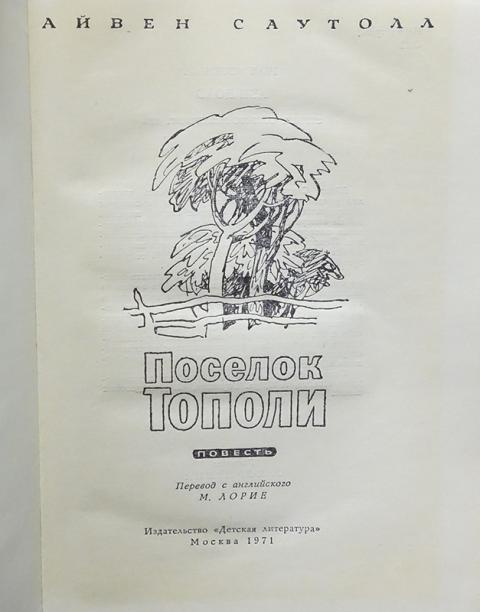 АЙВЕН САУТОЛЛ
Поселок
Тополи
ПОВЕСТЬ
Перевод с английского
М. ЛОРИЕ
Издательство «Детская литература»
Москва 1971